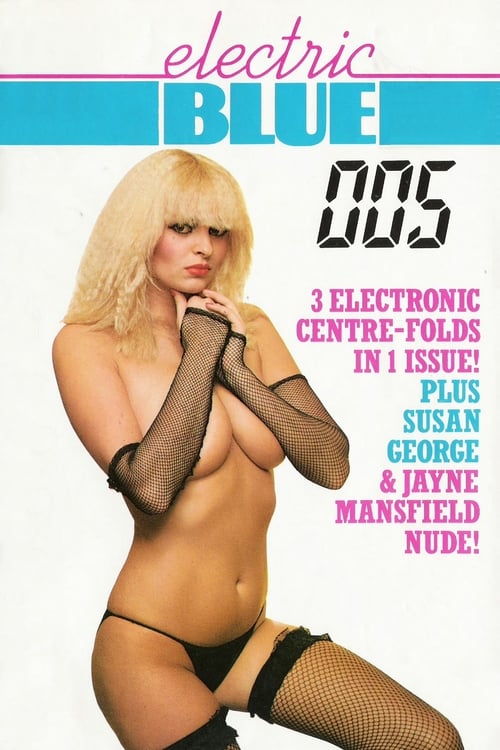 electric
BLUE
005
3 ELECTRONIC
CENTRE-FOLDS
IN 1 ISSUE!
PLUS
SUSAN
GEORGE
& JAYNE
MANSFIELD
NUDE!